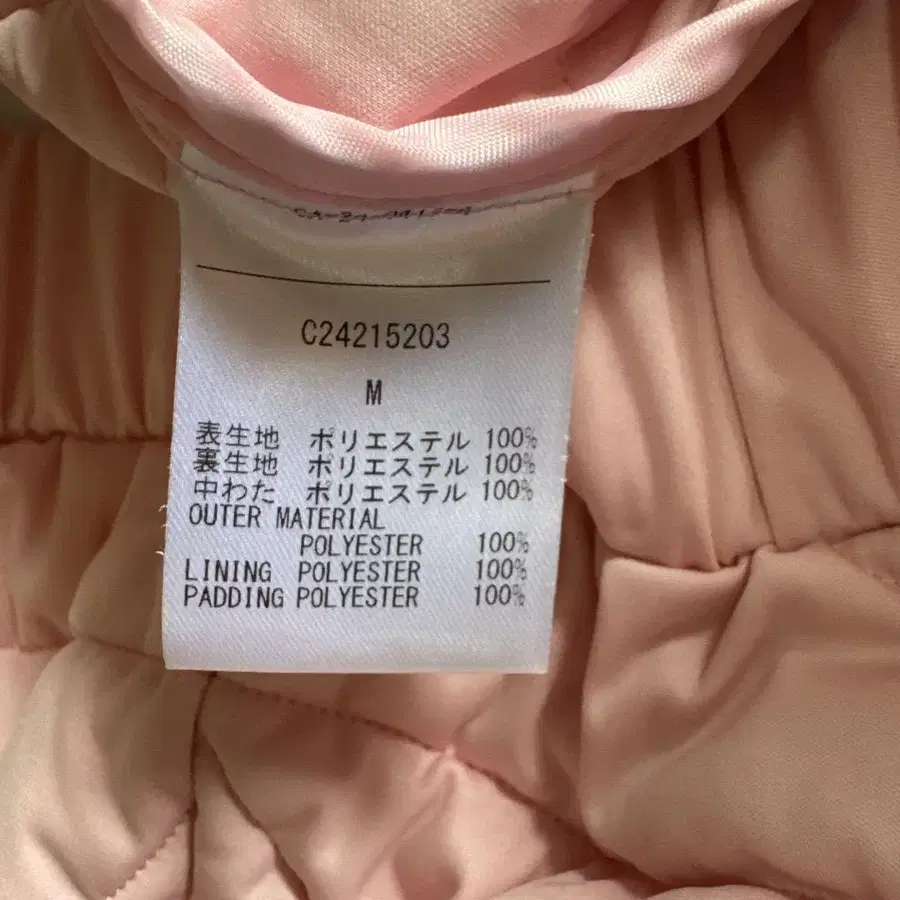 C24215203
M
表生地 ポリエステル 100%
裏生地 ポリエステル 100%
中わた ポリエステル 100%
OUTER MATERIAL
POLYESTER 100%
LINING POLYESTER 100%
PADDING POLYESTER 100%